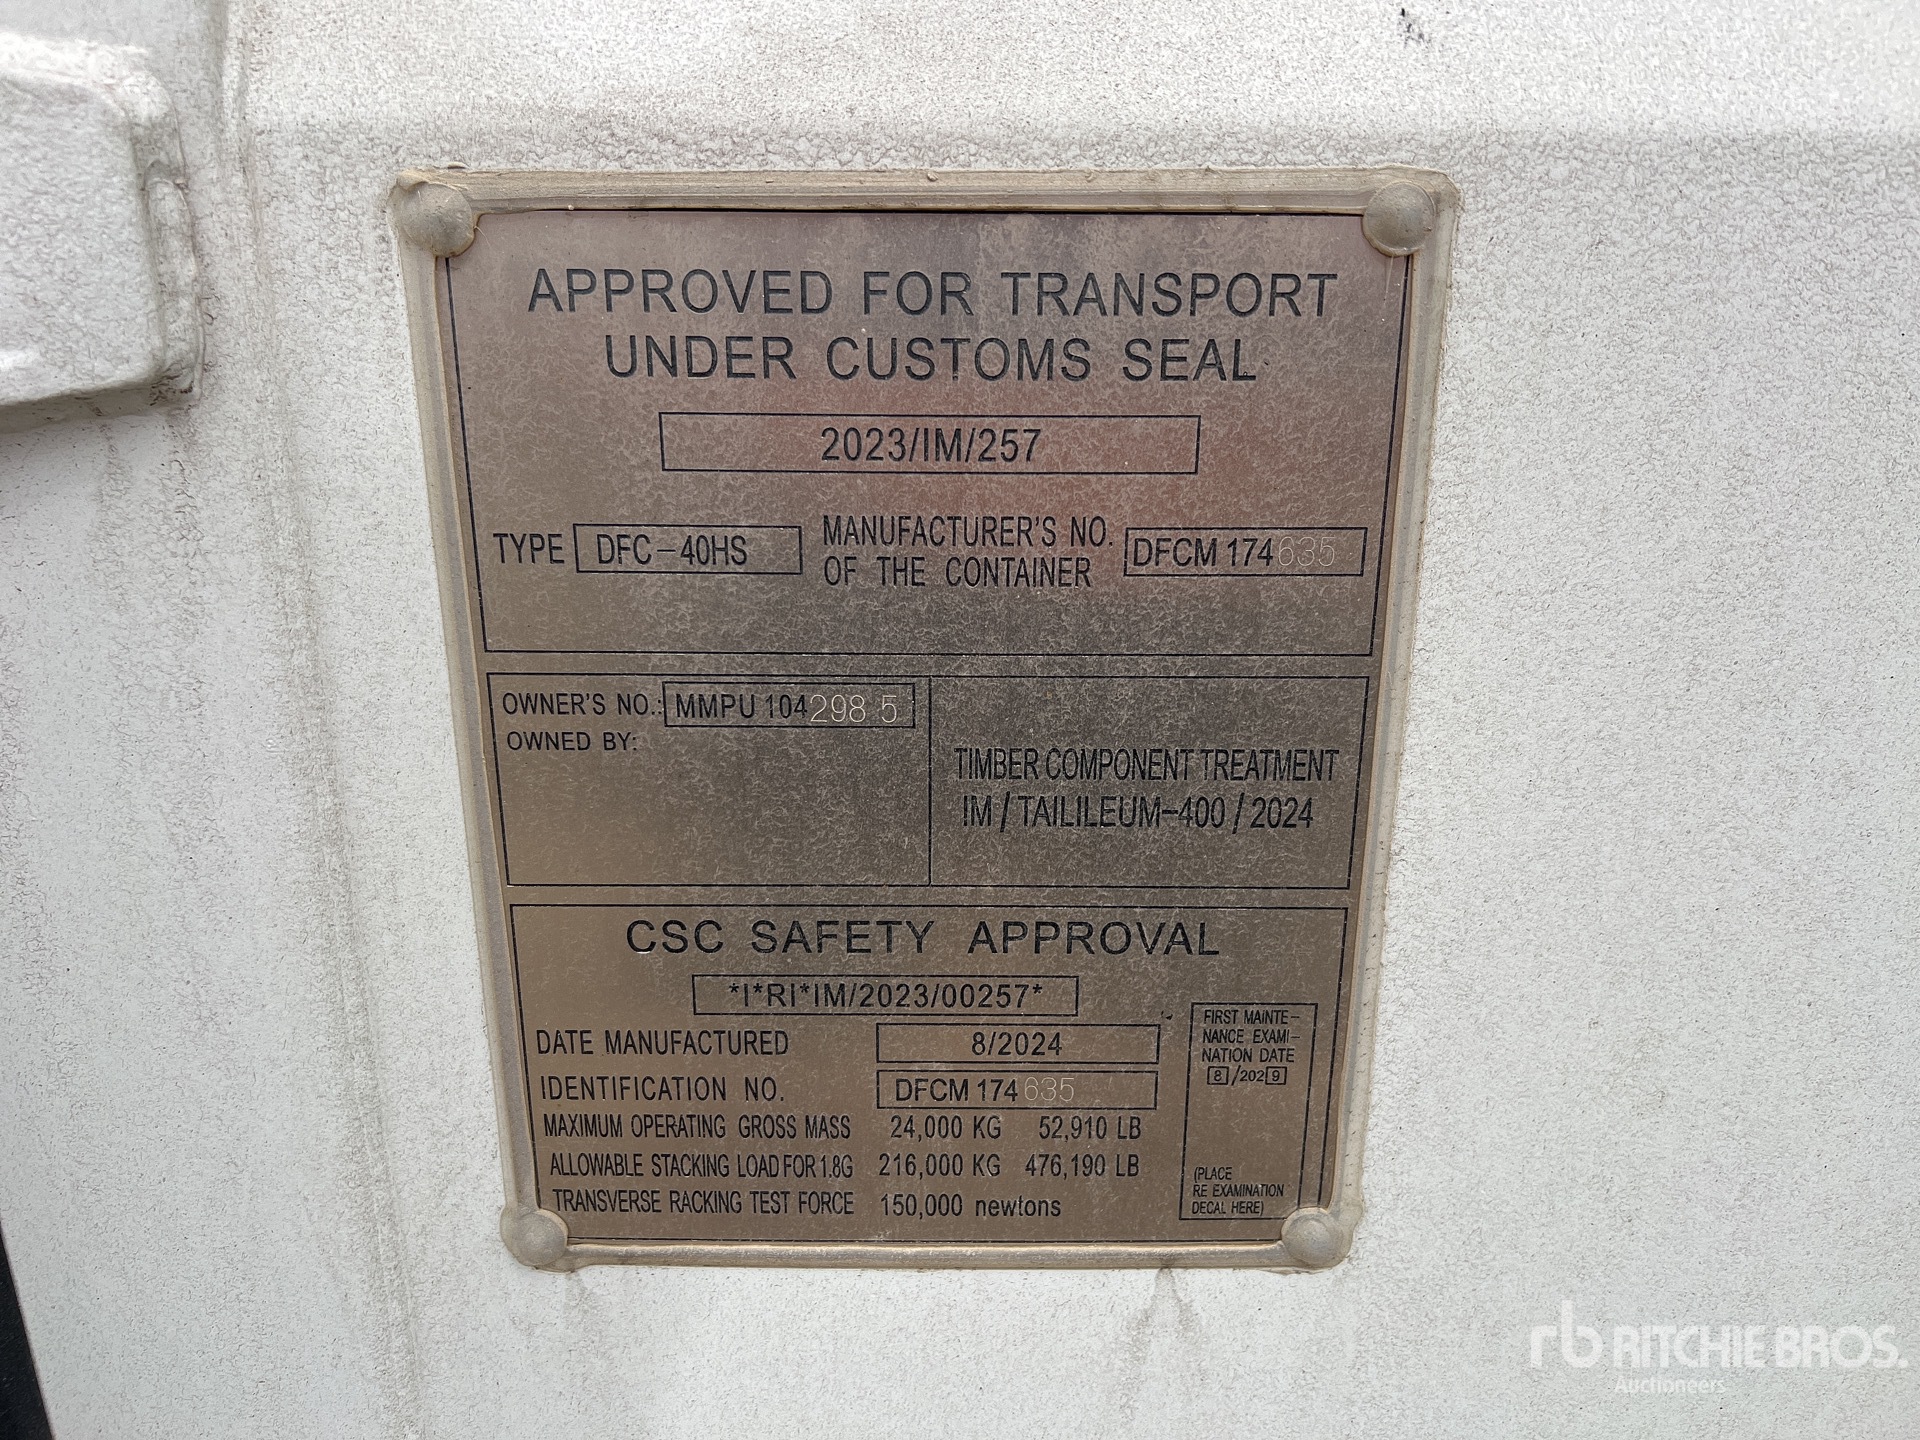 APPROVED FOR TRANSPORT
UNDER CUSTOMS SEAL
2023/IM/257
TYPE DFC-40HS MANUFACTURER'S NO. OF THE CONTAINER DFCM 174635
OWNER'S NO.: MMPU 104298 5
OWNED BY:
TIMBER COMPONENT TREATMENT
IM/TAILILEUM-400/2024
CSC SAFETY APPROVAL
*I*RI*IM/2023/00257*
DATE MANUFACTURED 8/2024
IDENTIFICATION NO. DFCM 174635
MAXIMUM OPERATING GROSS MASS 24,000 KG 52,910 LB
ALLOWABLE STACKING LOAD FOR 1.8G 216,000 KG 476,190 LB
TRANSVERSE RACKING TEST FORCE 150,000 newtons
FIRST MAINTE-
NANCE EXAMI-
NATION DATE
8/2029
(PLACE
RE EXAMINATION
DECAL HERE)
rb RITCHIE BROS.
Auctioneers